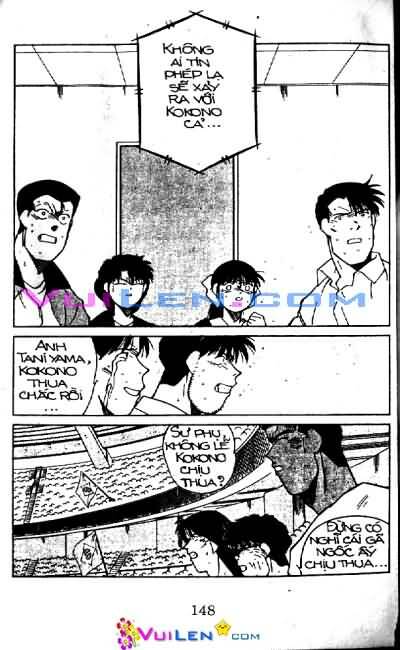 KHÔNG
AI TIN
PHÉP LẠ
SẼ XẢY
RA VỚI
KOKONO
CẢ...
VUILEN.COM
ANH
TANIYAMA,
KOKONO
THUA
CHẮC RỒI
...
SƯ PHỤ,
KHÔNG LẼ
KOKONO
CHỊU
THUA?
ĐỪNG CÓ
NGHĨ CÁI GÃ
NGỐC ẤY
CHỊU THUA...
148
VUILEN.COM